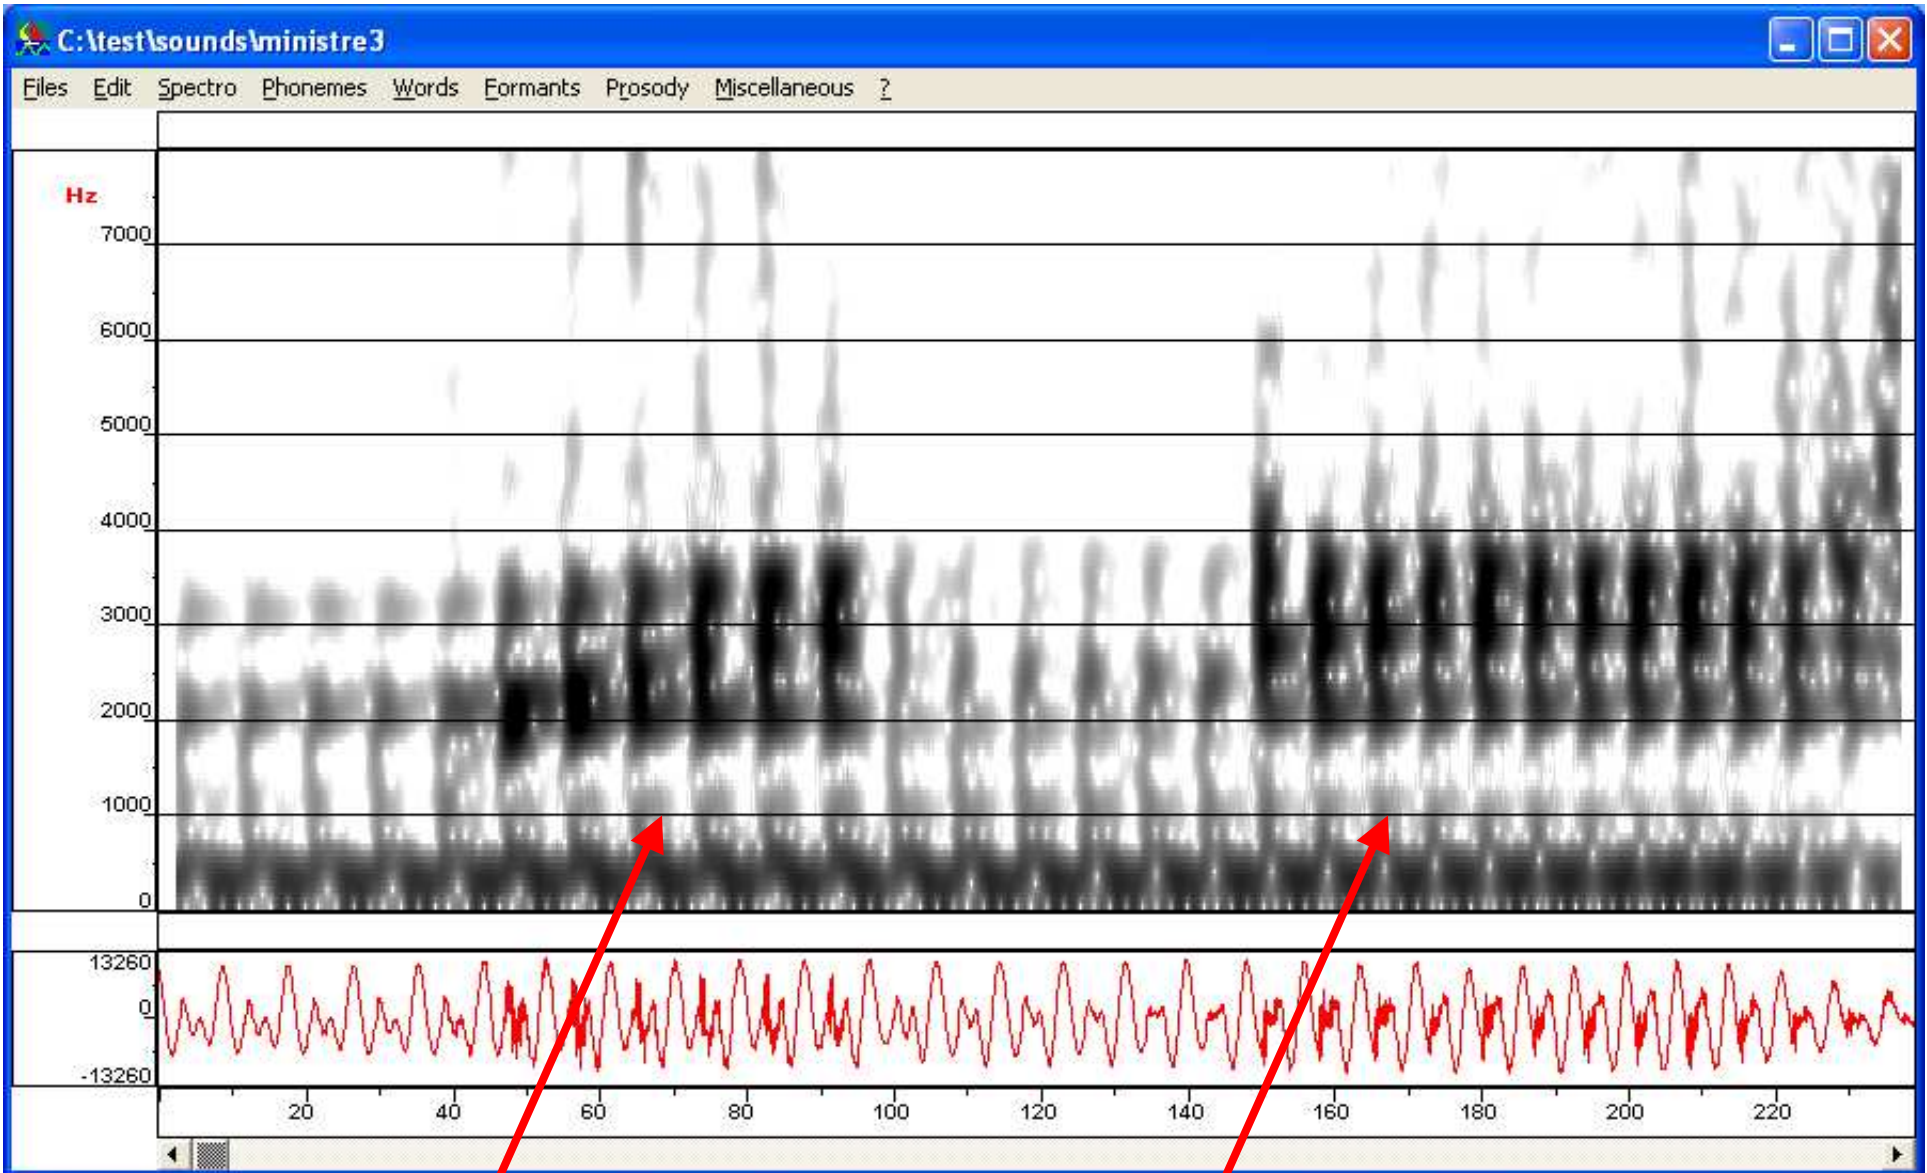 C:\test\sounds\ministre3
Files Edit Spectro Phonemes Words Formants Prosody Miscellaneous ?
Hz
7000
6000
5000
4000
3000
2000
1000
0
13260
0
-13260
20 40 60 80 100 120 140 160 180 200 220